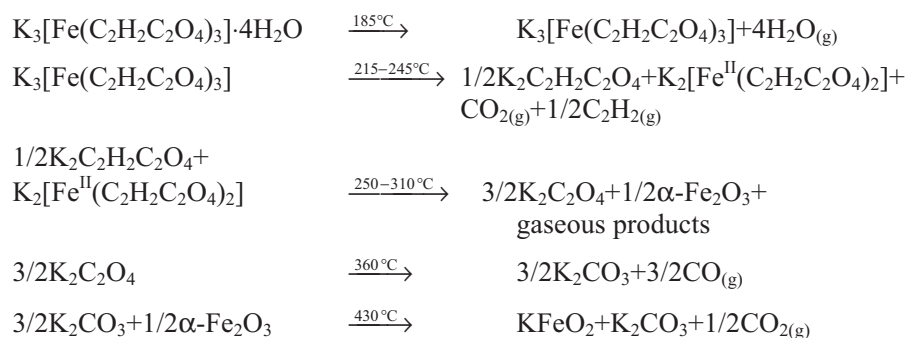 K₃[Fe(C₂H₂C₂O₄)₃]·4H₂O 185°C → K₃[Fe(C₂H₂C₂O₄)₃]+4H₂O(g)
K₃[Fe(C₂H₂C₂O₄)₃] 215–245°C → 1/2K₂C₂H₂C₂O₄+K₂[Feᴵᴵ(C₂H₂C₂O₄)₂]+
CO₂(g)+1/2C₂H₂(g)
1/2K₂C₂H₂C₂O₄+
K₂[Feᴵᴵ(C₂H₂C₂O₄)₂] 250–310°C → 3/2K₂C₂O₄+1/2α-Fe₂O₃+
gaseous products
3/2K₂C₂O₄ 360°C → 3/2K₂CO₃+3/2CO(g)
3/2K₂CO₃+1/2α-Fe₂O₃ 430°C → KFeO₂+K₂CO₃+1/2CO₂(g)